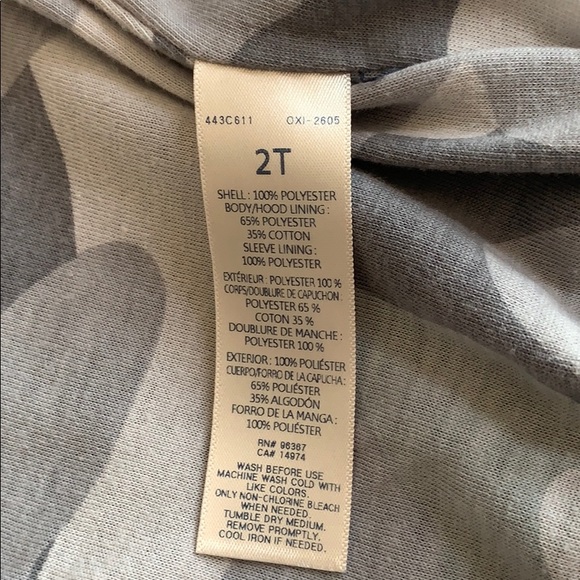 443C611 OXI-2605
2T
SHELL : 100% POLYESTER
BODY/HOOD LINING :
65% POLYESTER
35% COTTON
SLEEVE LINING :
100% POLYESTER
EXTÉRIEUR : POLYESTER 100 %
CORPS/DOUBLURE DE CAPUCHON :
POLYESTER 65 %
COTON 35 %
DOUBLURE DE MANCHE :
POLYESTER 100 %
EXTERIOR : 100% POLIÉSTER
CUERPO/FORRO DE LA CAPUCHA :
65% POLIÉSTER
35% ALGODÓN
FORRO DE LA MANGA :
100% POLIÉSTER
RN# 96367
CA# 14974
WASH BEFORE USE
MACHINE WASH COLD WITH
LIKE COLORS.
ONLY NON-CHLORINE BLEACH
WHEN NEEDED.
TUMBLE DRY MEDIUM.
REMOVE PROMPTLY.
COOL IRON IF NEEDED.